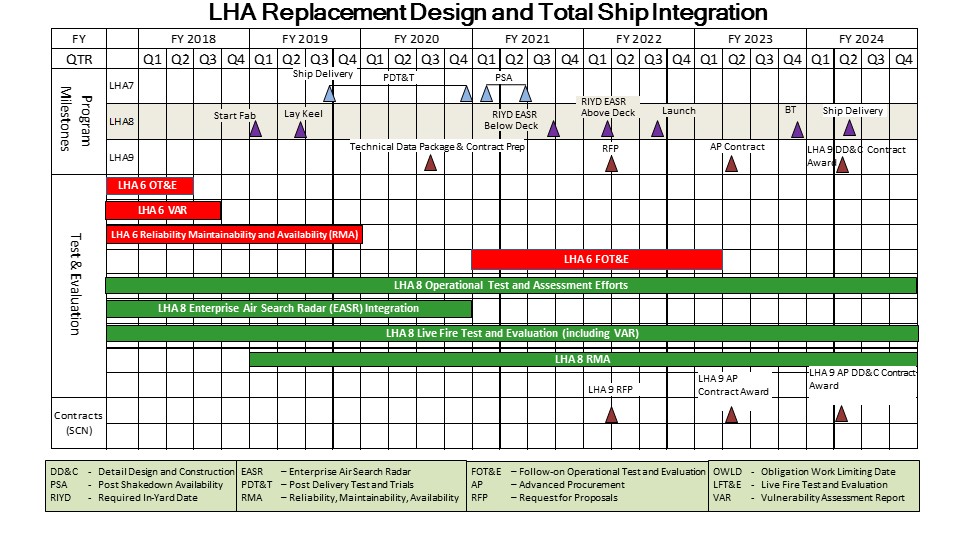 LHA Replacement Design and Total Ship Integration
FY FY 2018 FY 2019 FY 2020 FY 2021 FY 2022 FY 2023 FY 2024
QTR Q1 Q2 Q3 Q4 Q1 Q2 Q3 Q4 Q1 Q2 Q3 Q4 Q1 Q2 Q3 Q4 Q1 Q2 Q3 Q4 Q1 Q2 Q3 Q4 Q1 Q2 Q3 Q4
Program
Milestones
LHA7
Ship Delivery PDT&T PSA
LHA8
Start Fab Lay Keel RIYD EASR
Below Deck RIYD EASR
Above Deck Launch BT Ship Delivery
LHA9
Technical Data Package & Contract Prep RFP AP Contract LHA 9 DD&C Contract
Award
Test & Evaluation
LHA 6 OT&E
LHA 6 VAR
LHA 6 Reliability Maintainability and Availability (RMA)
LHA 6 FOT&E
LHA 8 Operational Test and Assessment Efforts
LHA 8 Enterprise Air Search Radar (EASR) Integration
LHA 8 Live Fire Test and Evaluation (including VAR)
LHA 8 RMA
Contracts
(SCN)
LHA 9 RFP
LHA 9 AP
Contract Award
LHA 9 AP DD&C Contract
Award
DD&C - Detail Design and Construction
PSA - Post Shakedown Availability
RIYD - Required In-Yard Date
EASR – Enterprise Air Search Radar
PDT&T – Post Delivery Test and Trials
RMA – Reliability, Maintainability, Availability
FOT&E – Follow-on Operational Test and Evaluation
AP – Advanced Procurement
RFP – Request for Proposals
OWLD - Obligation Work Limiting Date
LFT&E - Live Fire Test and Evaluation
VAR - Vulnerability Assessment Report